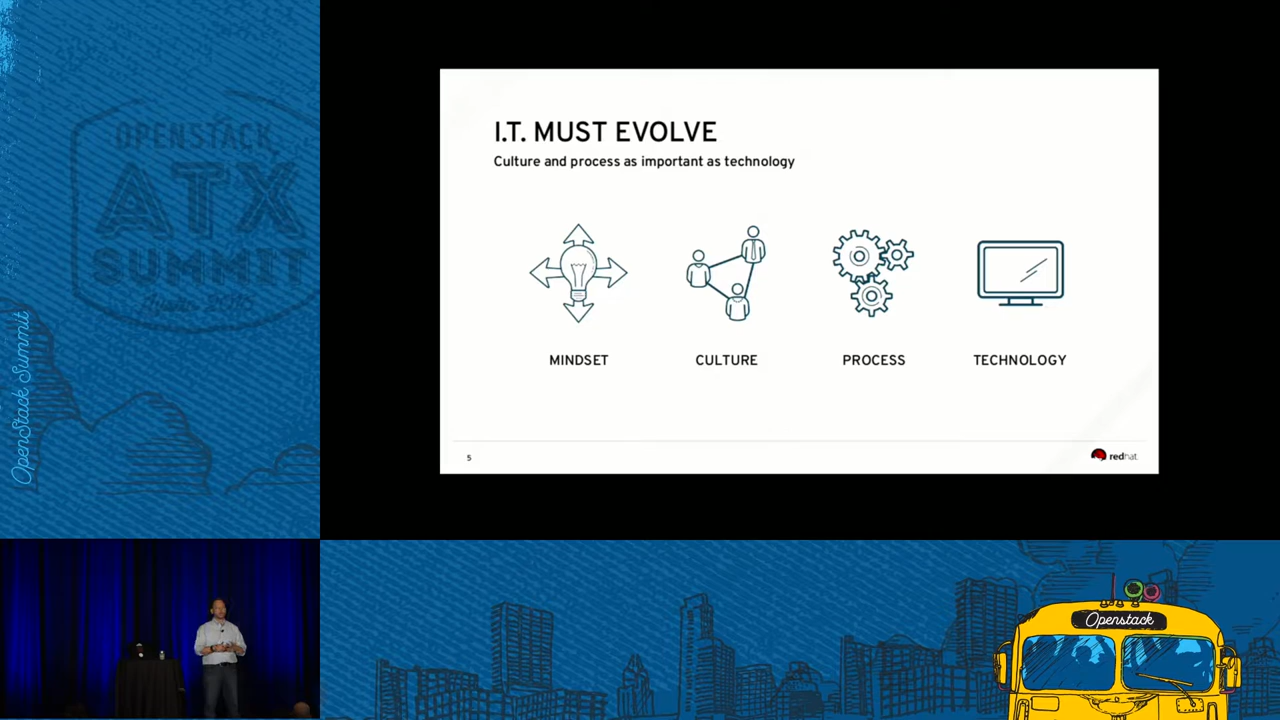 OPENSTACK
ATX
SUMMIT
OpenStack Summit
I.T. MUST EVOLVE
Culture and process as important as technology
MINDSET
CULTURE
PROCESS
TECHNOLOGY
5
redhat
Openstack